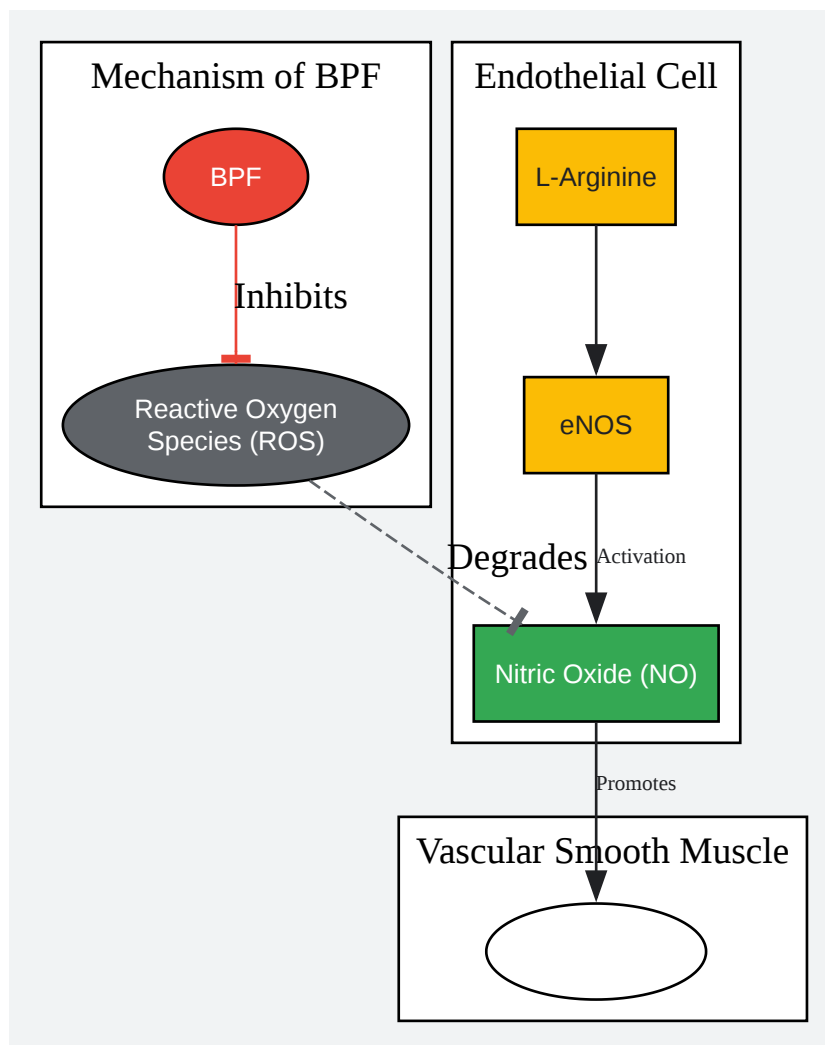 Mechanism of BPF
BPF
Inhibits
Reactive Oxygen
Species (ROS)
Degrades
Endothelial Cell
L-Arginine
eNOS
Activation
Nitric Oxide (NO)
Promotes
Vascular Smooth Muscle